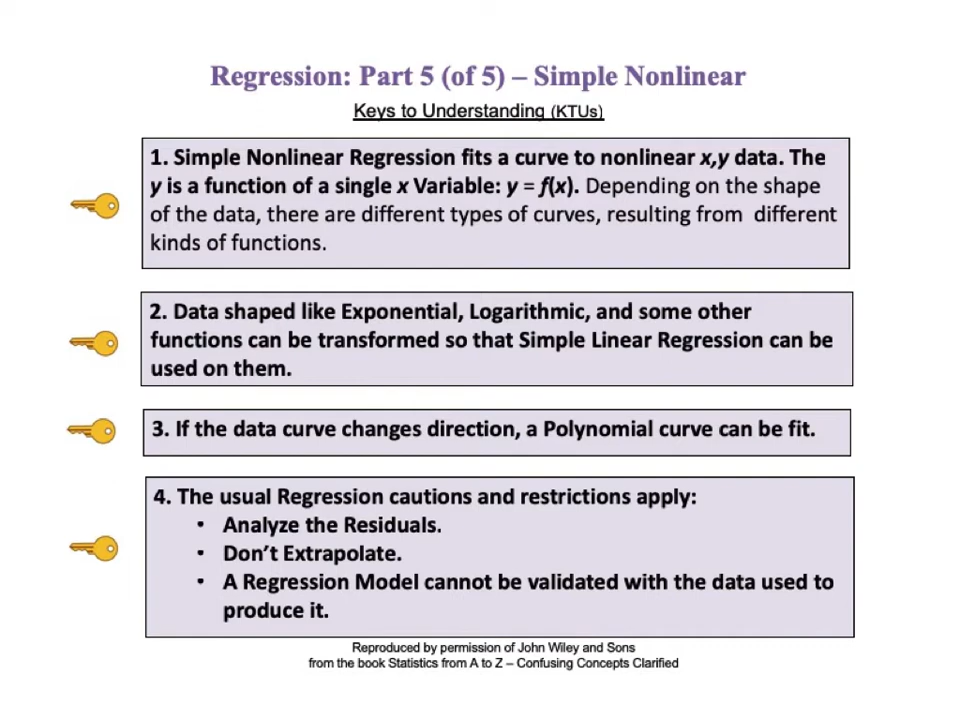 Regression: Part 5 (of 5) – Simple Nonlinear
Keys to Understanding (KTUs)
1. Simple Nonlinear Regression fits a curve to nonlinear x,y data. The
y is a function of a single x Variable: y = f(x). Depending on the shape
of the data, there are different types of curves, resulting from different
kinds of functions.
2. Data shaped like Exponential, Logarithmic, and some other
functions can be transformed so that Simple Linear Regression can be
used on them.
3. If the data curve changes direction, a Polynomial curve can be fit.
4. The usual Regression cautions and restrictions apply:
• Analyze the Residuals.
• Don't Extrapolate.
• A Regression Model cannot be validated with the data used to
produce it.
Reproduced by permission of John Wiley and Sons
from the book Statistics from A to Z – Confusing Concepts Clarified